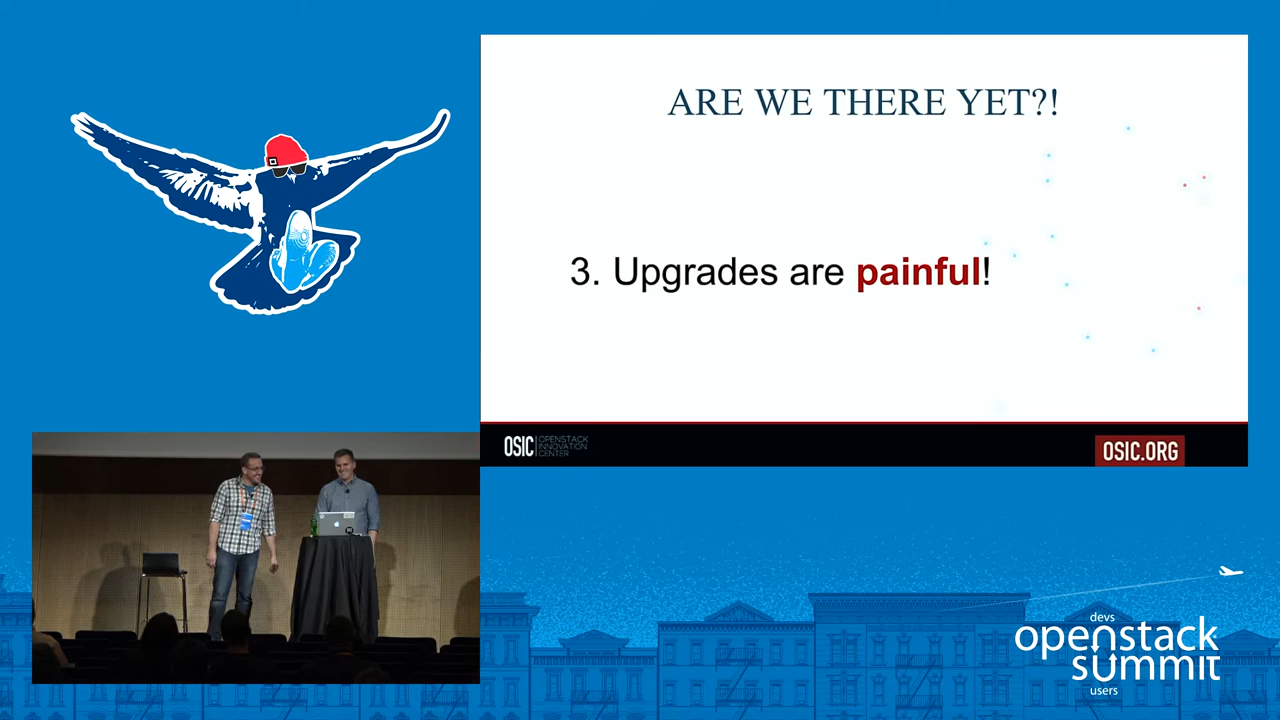 ARE WE THERE YET?!
3. Upgrades are painful!
OSIC
OPENSTACK
INNOVATION
CENTER
OSIC.ORG
devs
openstack
summit
users